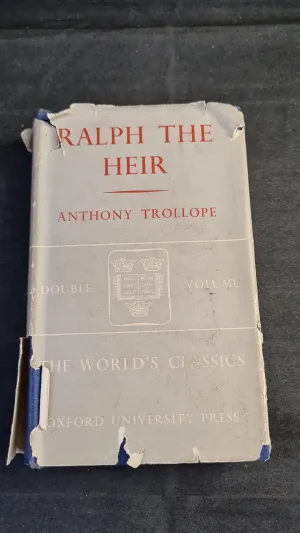 RALPH THE
HEIR
ANTHONY TROLLOPE
DOUBLE VOLUME
THE WORLD'S CLASSICS
OXFORD UNIVERSITY PRESS